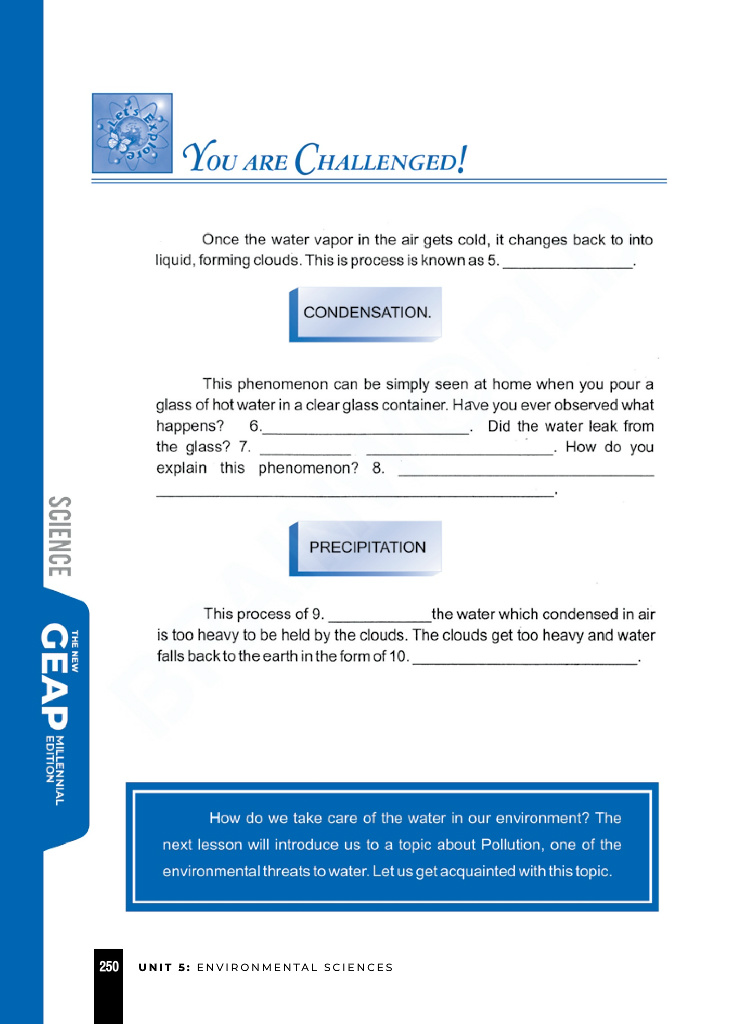 Let's Explore
YOU ARE CHALLENGED!
Once the water vapor in the air gets cold, it changes back to into
liquid, forming clouds. This is process is known as 5. ________________.
CONDENSATION.
This phenomenon can be simply seen at home when you pour a
glass of hot water in a clear glass container. Have you ever observed what
happens? 6.__________________________. Did the water leak from
the glass? 7. ___________ _______________________. How do you
explain this phenomenon? 8. ________________________________
__________________________________________________.
PRECIPITATION
This process of 9. _____________the water which condensed in air
is too heavy to be held by the clouds. The clouds get too heavy and water
falls back to the earth in the form of 10. ____________________________.
SCIENCE
THE NEW
GEAP
MILLENNIAL
EDITION
How do we take care of the water in our environment? The
next lesson will introduce us to a topic about Pollution, one of the
environmental threats to water. Let us get acquainted with this topic.
250 UNIT 5: ENVIRONMENTAL SCIENCES